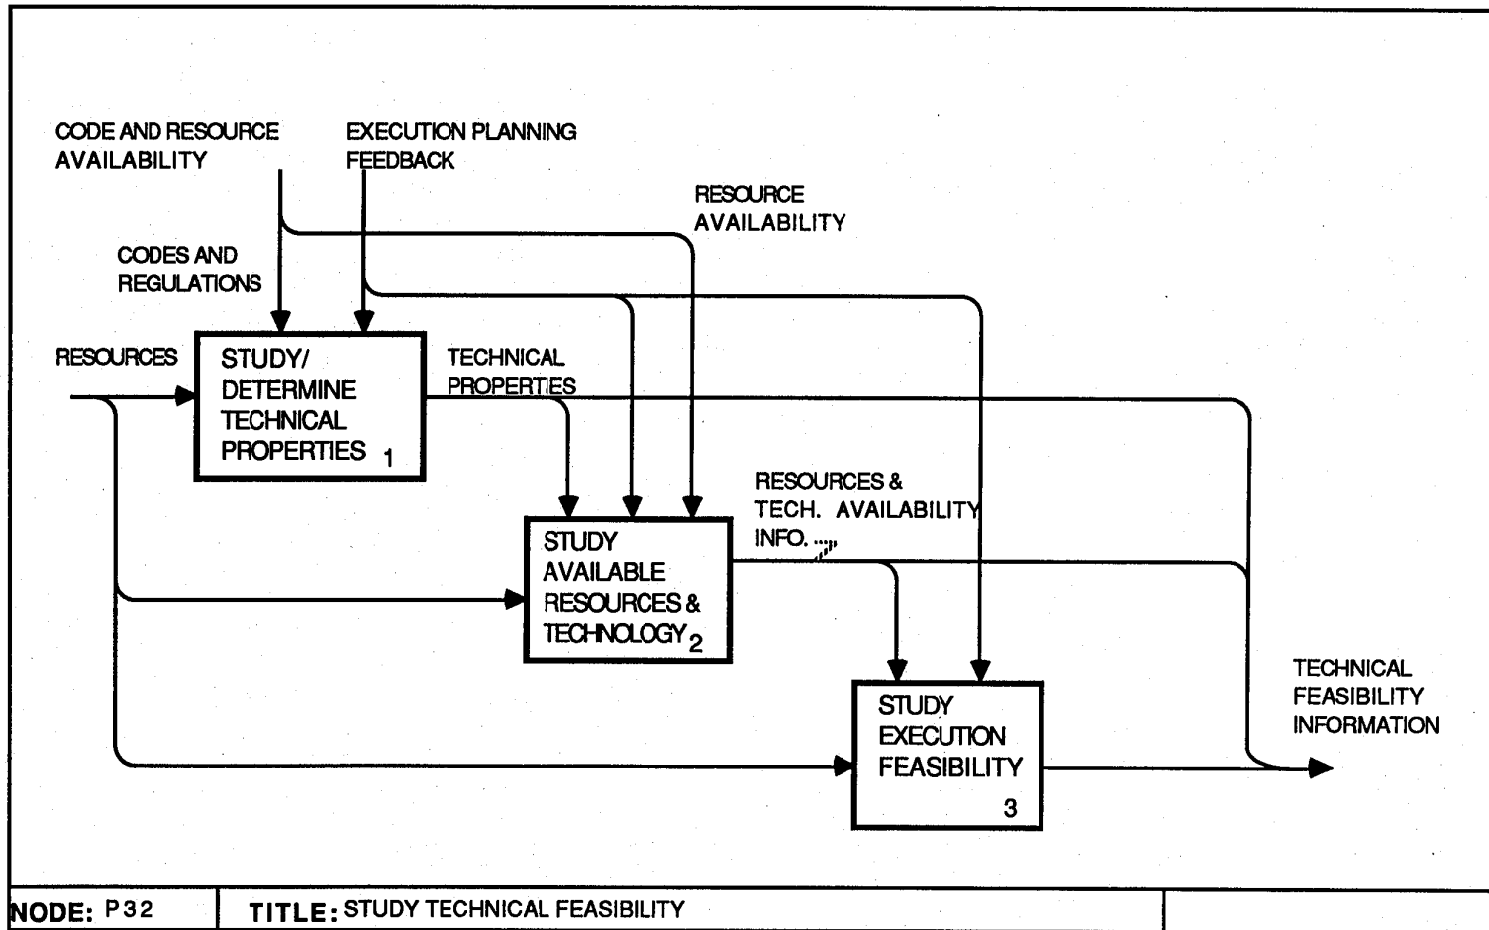 CODE AND RESOURCE
AVAILABILITY
EXECUTION PLANNING
FEEDBACK
RESOURCE
AVAILABILITY
CODES AND
REGULATIONS
RESOURCES
STUDY/
DETERMINE
TECHNICAL
PROPERTIES
1
TECHNICAL
PROPERTIES
RESOURCES &
TECH. AVAILABILITY
INFO.
STUDY
AVAILABLE
RESOURCES &
TECHNOLOGY
2
STUDY
EXECUTION
FEASIBILITY
3
TECHNICAL
FEASIBILITY
INFORMATION
NODE: P32
TITLE: STUDY TECHNICAL FEASIBILITY